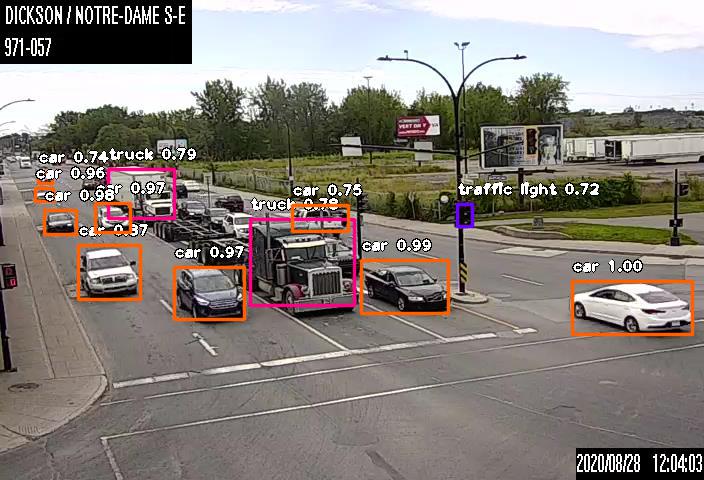 DICKSON / NOTRE-DAME S-E
971-057
car 0.74
truck 0.79
car 0.96
car 0.98
car 0.97
car 0.75
traffic light 0.72
truck 0.78
car 0.87
car 0.97
car 0.99
car 1.00
2020/08/28 12:04:03